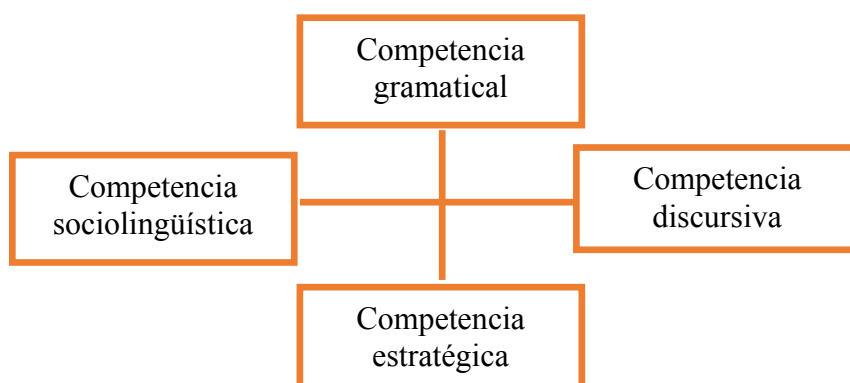 Competencia
gramatical
Competencia
sociolingüística
Competencia
discursiva
Competencia
estratégica